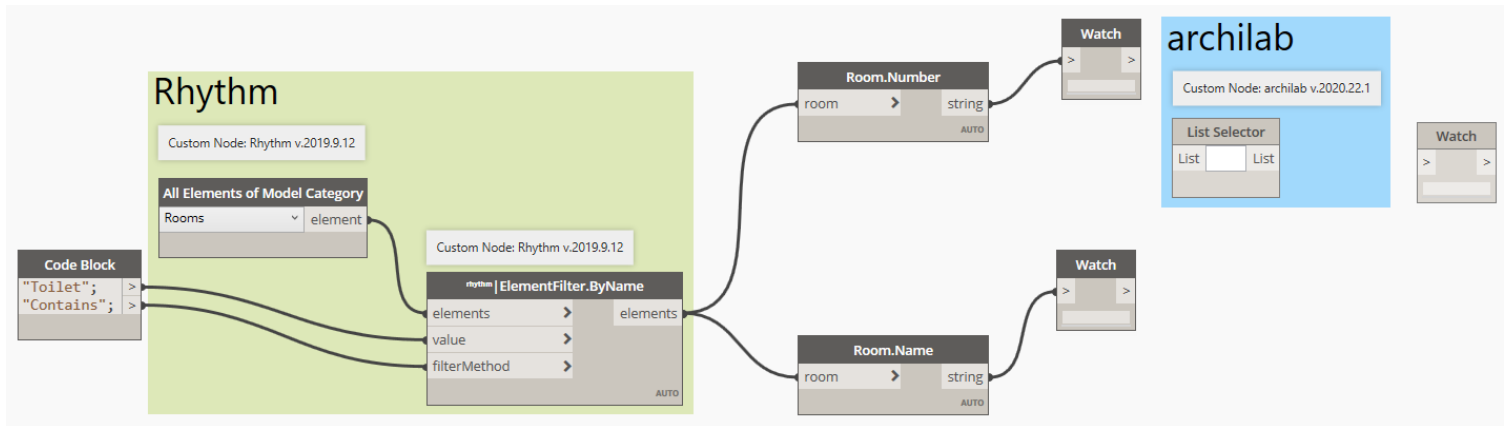 Rhythm
Custom Node: Rhythm v.2019.9.12
All Elements of Model Category
Rooms
element
Code Block
"Toilet"; >
"Contains"; >
Custom Node: Rhythm v.2019.9.12
rhythm|ElementFilter.ByName
elements > elements
value >
filterMethod >
AUTO
Room.Number
room > string
AUTO
Watch
> >
Room.Name
room > string
AUTO
Watch
> >
archilab
Custom Node: archilab v.2020.22.1
List Selector
List List
Watch
> >